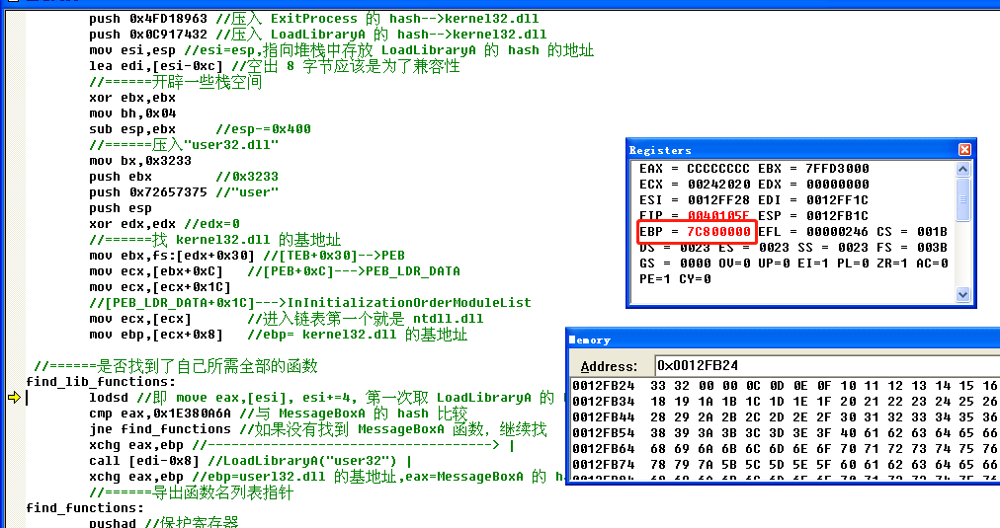 push 0x4FD18963 //压入 ExitProcess 的 hash-->kernel32.dll
push 0x0C917432 //压入 LoadLibraryA 的 hash-->kernel32.dll
mov esi,esp //esi=esp,指向堆栈中存放 LoadLibraryA 的 hash 的地址
lea edi,[esi-0xc] //空出 8 字节应该是为了兼容性
//======开辟一些栈空间
xor ebx,ebx
mov bh,0x04
sub esp,ebx //esp-=0x400
//======压入"user32.dll"
mov bx,0x3233
push ebx //0x3233
push 0x72657375 //"user"
push esp
xor edx,edx //edx=0
//======找 kernel32.dll 的基地址
mov ebx,fs:[edx+0x30] //[TEB+0x30]-->PEB
mov ecx,[ebx+0xC] //[PEB+0xC]--->PEB_LDR_DATA
mov ecx,[ecx+0x1C]
//[PEB_LDR_DATA+0x1C]--->InInitializationOrderModuleList
mov ecx,[ecx] //进入链表第一个就是 ntdll.dll
mov ebp,[ecx+0x8] //ebp= kernel32.dll 的基地址
//======是否找到了自己所需全部的函数
find_lib_functions:
lodsd //即 move eax,[esi], esi+=4, 第一次取 LoadLibraryA 的
cmp eax,0x1E380A6A //与 MessageBoxA 的 hash 比较
jne find_functions //如果没有找到 MessageBoxA 函数，继续找
xchg eax,ebp //------------------------------------> |
call [edi-0x8] //LoadLibraryA("user32") |
xchg eax,ebp //ebp=userl32.dll 的基地址,eax=MessageBoxA 的 ha
//======导出函数名列表指针
find_functions:
pushad //保护寄存器
Registers
EAX = CCCCCCCC EBX = 7FFD3000
ECX = 00242020 EDX = 00000000
ESI = 0012FF28 EDI = 0012FF1C
EIP = 0040105F ESP = 0012FB1C
EBP = 7C800000 EFL = 00000246 CS = 001B
DS = 0023 ES = 0023 SS = 0023 FS = 003B
GS = 0000 OV=0 UP=0 EI=1 PL=0 ZR=1 AC=0
PE=1 CY=0
Memory
Address: 0x0012FB24
0012FB24 33 32 00 00 0C 0D 0E 0F 10 11 12 13 14 15 16
0012FB34 18 19 1A 1B 1C 1D 1E 1F 20 21 22 23 24 25 26
0012FB44 28 29 2A 2B 2C 2D 2E 2F 30 31 32 33 34 35 36
0012FB54 38 39 3A 3B 3C 3D 3E 3F 40 61 62 63 64 65 66
0012FB64 68 69 6A 6B 6C 6D 6E 6F 70 71 72 73 74 75 76
0012FB74 78 79 7A 5B 5C 5D 5E 5F 60 61 62 63 64 65 66
0012FB84 68 69 6A 6B 6C 6D 6E 6F 70 71 72 73 74 75 76